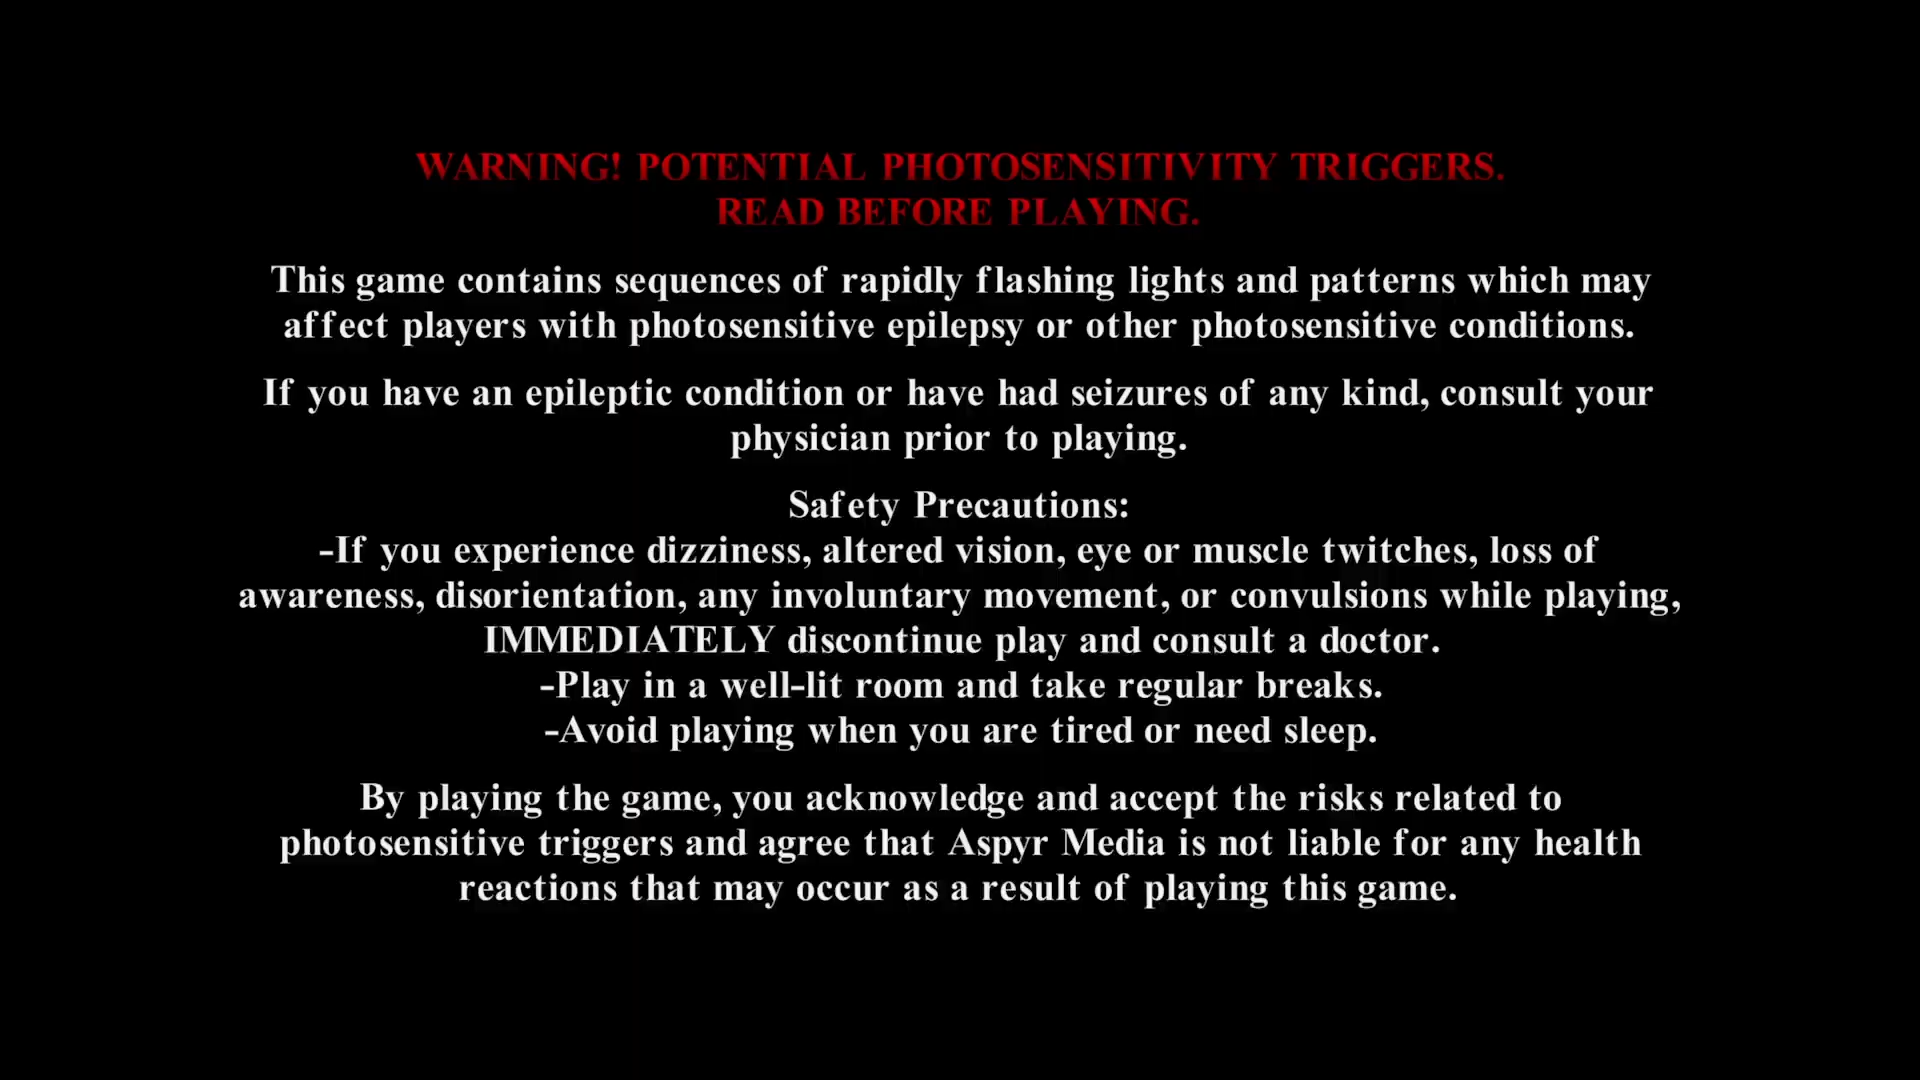 WARNING! POTENTIAL PHOTOSENSITIVITY TRIGGERS.
READ BEFORE PLAYING.
This game contains sequences of rapidly flashing lights and patterns which may
affect players with photosensitive epilepsy or other photosensitive conditions.
If you have an epileptic condition or have had seizures of any kind, consult your
physician prior to playing.
Safety Precautions:
-If you experience dizziness, altered vision, eye or muscle twitches, loss of
awareness, disorientation, any involuntary movement, or convulsions while playing,
IMMEDIATELY discontinue play and consult a doctor.
-Play in a well-lit room and take regular breaks.
-Avoid playing when you are tired or need sleep.
By playing the game, you acknowledge and accept the risks related to
photosensitive triggers and agree that Aspyr Media is not liable for any health
reactions that may occur as a result of playing this game.